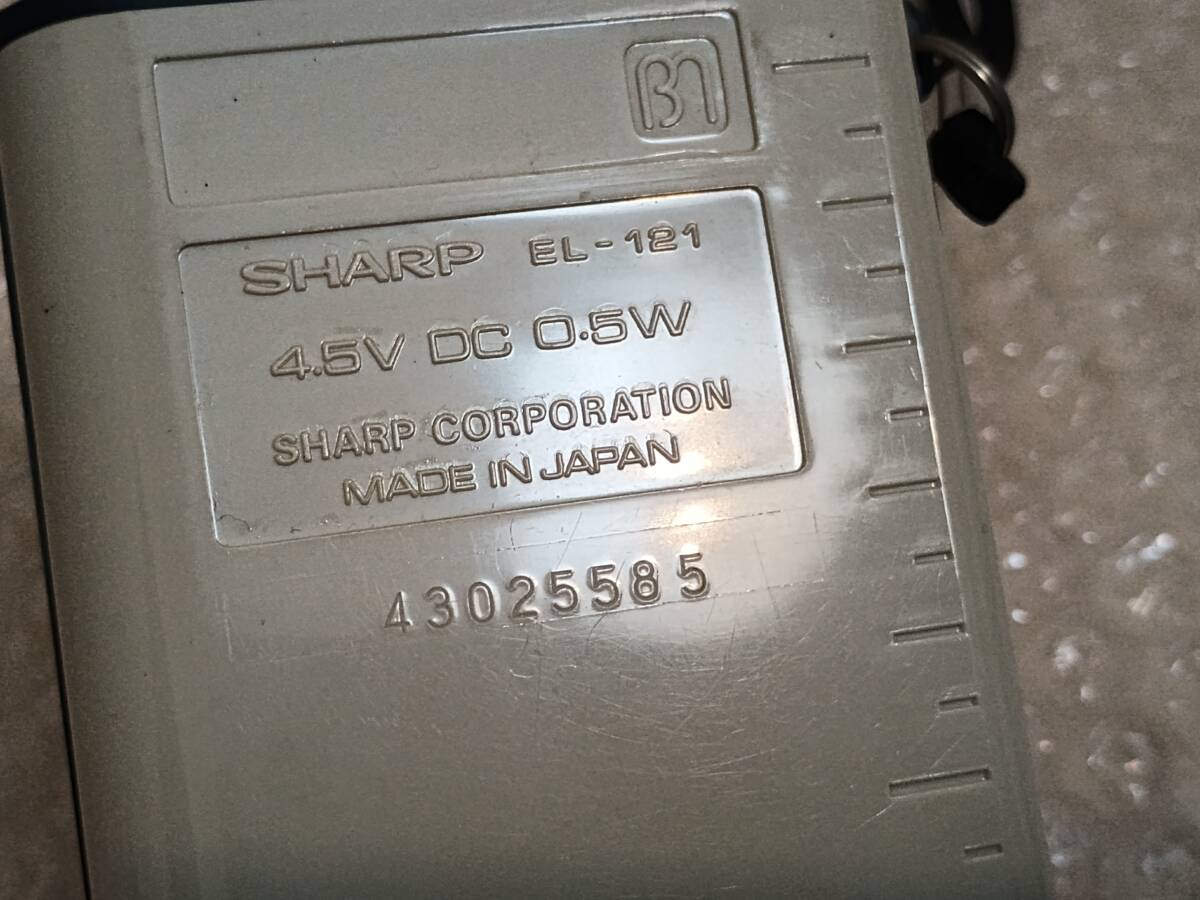 SHARP EL-121
4.5V DC 0.5W
SHARP CORPORATION
MADE IN JAPAN
43025585